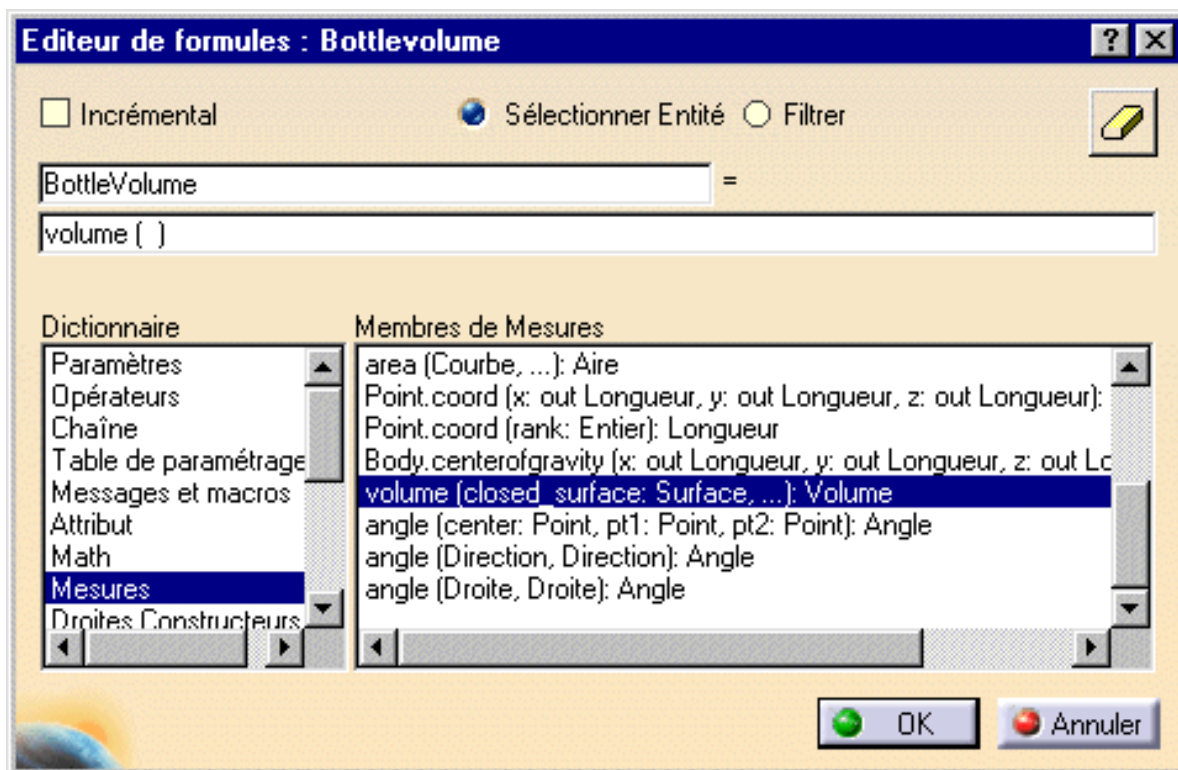 Editeur de formules : Bottlevolume
Incrémental Sélectionner Entité Filtrer
BottleVolume =
volume ( )
Dictionnaire
Paramètres
Opérateurs
Chaîne
Table de paramétrage
Messages et macros
Attribut
Math
Mesures
Droites Constructeurs
Membres de Mesures
area (Courbe, ...): Aire
Point.coord (x: out Longueur, y: out Longueur, z: out Longueur):
Point.coord (rank: Entier): Longueur
Body.centerofgravity (x: out Longueur, y: out Longueur, z: out Lo
volume (closed_surface: Surface, ...): Volume
angle (center: Point, pt1: Point, pt2: Point): Angle
angle (Direction, Direction): Angle
angle (Droite, Droite): Angle
OK Annuler